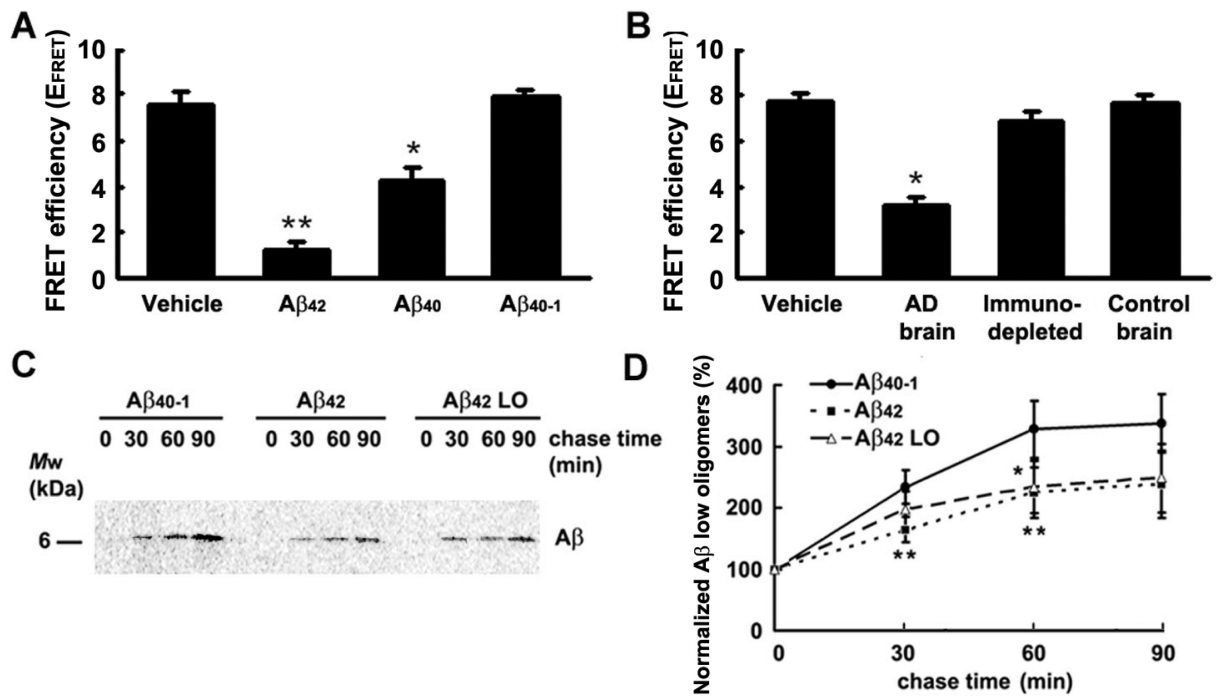 A
FRET efficiency (EFRET)
10
8
6
4
2
0
**
*
Vehicle Aβ42 Aβ40 Aβ40-1
B
FRET efficiency (EFRET)
10
8
6
4
2
0
*
Vehicle AD brain Immuno-depleted Control brain
C
Aβ40-1 Aβ42 Aβ42 LO
0 30 60 90 0 30 60 90 0 30 60 90 chase time
(min)
Mw
(kDa)
6
Aβ
D
Normalized Aβ low oligomers (%)
400
300
200
100
0
Aβ40-1
Aβ42
Aβ42 LO
*
** **
0 30 60 90
chase time (min)